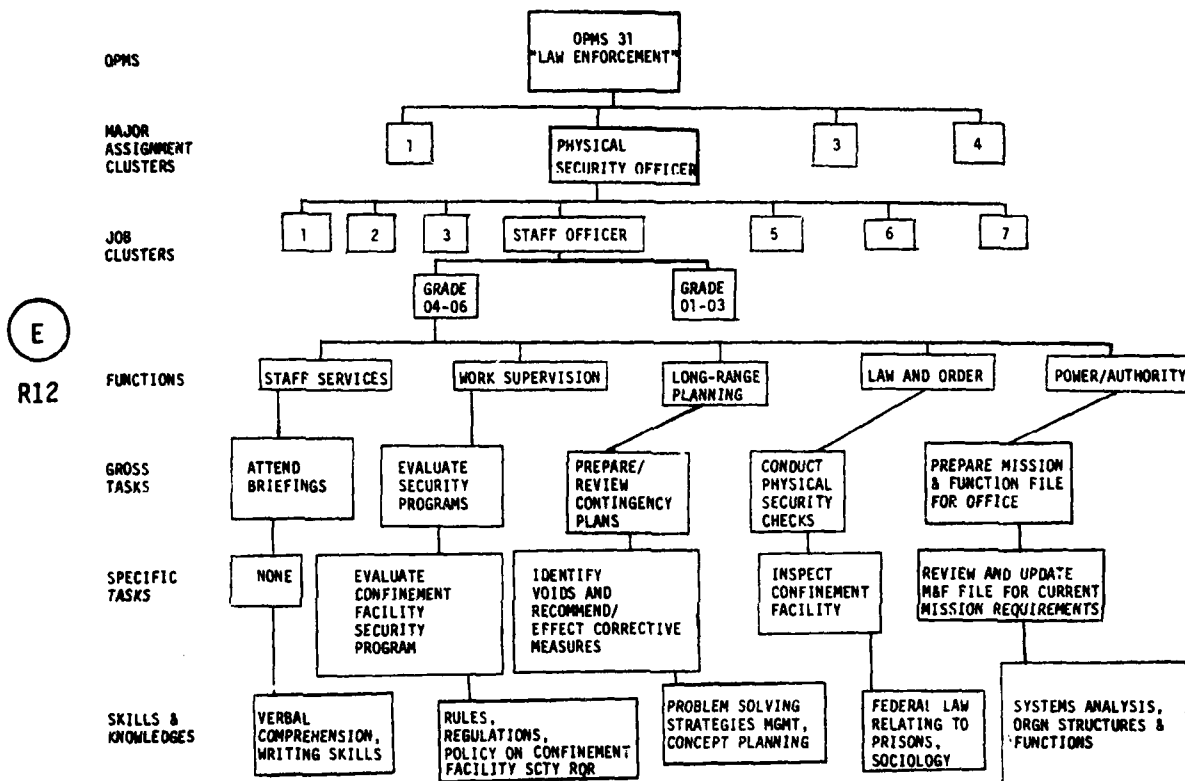 OPMS
OPMS 31
"LAW ENFORCEMENT"
MAJOR
ASSIGNMENT
CLUSTERS
1
PHYSICAL
SECURITY OFFICER
3
4
JOB
CLUSTERS
1
2
3
STAFF OFFICER
5
6
7
GRADE
04-06
GRADE
01-03
E
R12
FUNCTIONS
STAFF SERVICES
WORK SUPERVISION
LONG-RANGE
PLANNING
LAW AND ORDER
POWER/AUTHORITY
GROSS
TASKS
ATTEND
BRIEFINGS
EVALUATE
SECURITY
PROGRAMS
PREPARE/
REVIEW
CONTINGENCY
PLANS
CONDUCT
PHYSICAL
SECURITY
CHECKS
PREPARE MISSION
& FUNCTION FILE
FOR OFFICE
SPECIFIC
TASKS
NONE
EVALUATE
CONFINEMENT
FACILITY
SECURITY
PROGRAM
IDENTIFY
VOIDS AND
RECOMMEND/
EFFECT CORRECTIVE
MEASURES
INSPECT
CONFINEMENT
FACILITY
REVIEW AND UPDATE
M&F FILE FOR CURRENT
MISSION REQUIREMENTS
SKILLS &
KNOWLEDGES
VERBAL
COMPREHENSION,
WRITING SKILLS
RULES,
REGULATIONS,
POLICY ON CONFINEMENT
FACILITY SCTY RQR
PROBLEM SOLVING
STRATEGIES MGMT,
CONCEPT PLANNING
FEDERAL LAW
RELATING TO
PRISONS,
SOCIOLOGY
SYSTEMS ANALYSIS,
ORGN STRUCTURES &
FUNCTIONS